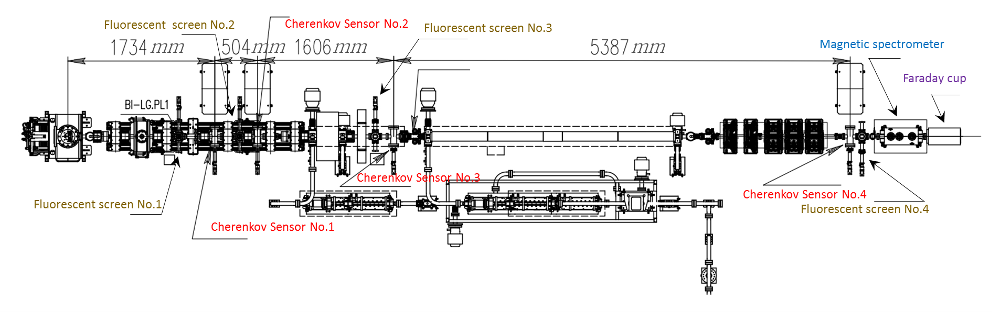 Fluorescent screen No.2
Cherenkov Sensor No.2
Fluorescent screen No.3
1734 mm
504 mm
1606 mm
5387 mm
Magnetic spectrometer
Faraday cup
BI-LG.PL1
Cherenkov Sensor No.3
Fluorescent screen No.1
Cherenkov Sensor No.4
Fluorescent screen No.4
Cherenkov Sensor No.1